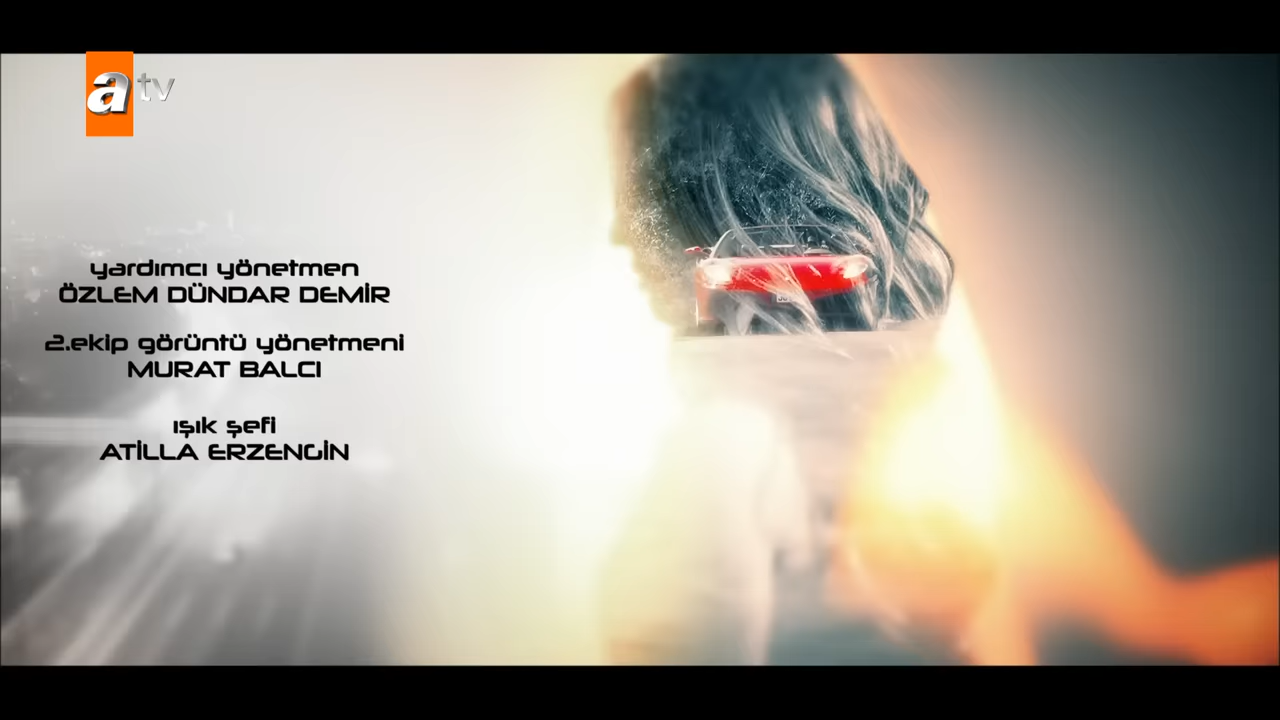 atv
yardımcı yönetmen
ÖZLEM DÜNDAR DEMİR
2.ekip görüntü yönetmeni
MURAT BALCI
ışık şefi
ATİLLA ERZENGİN